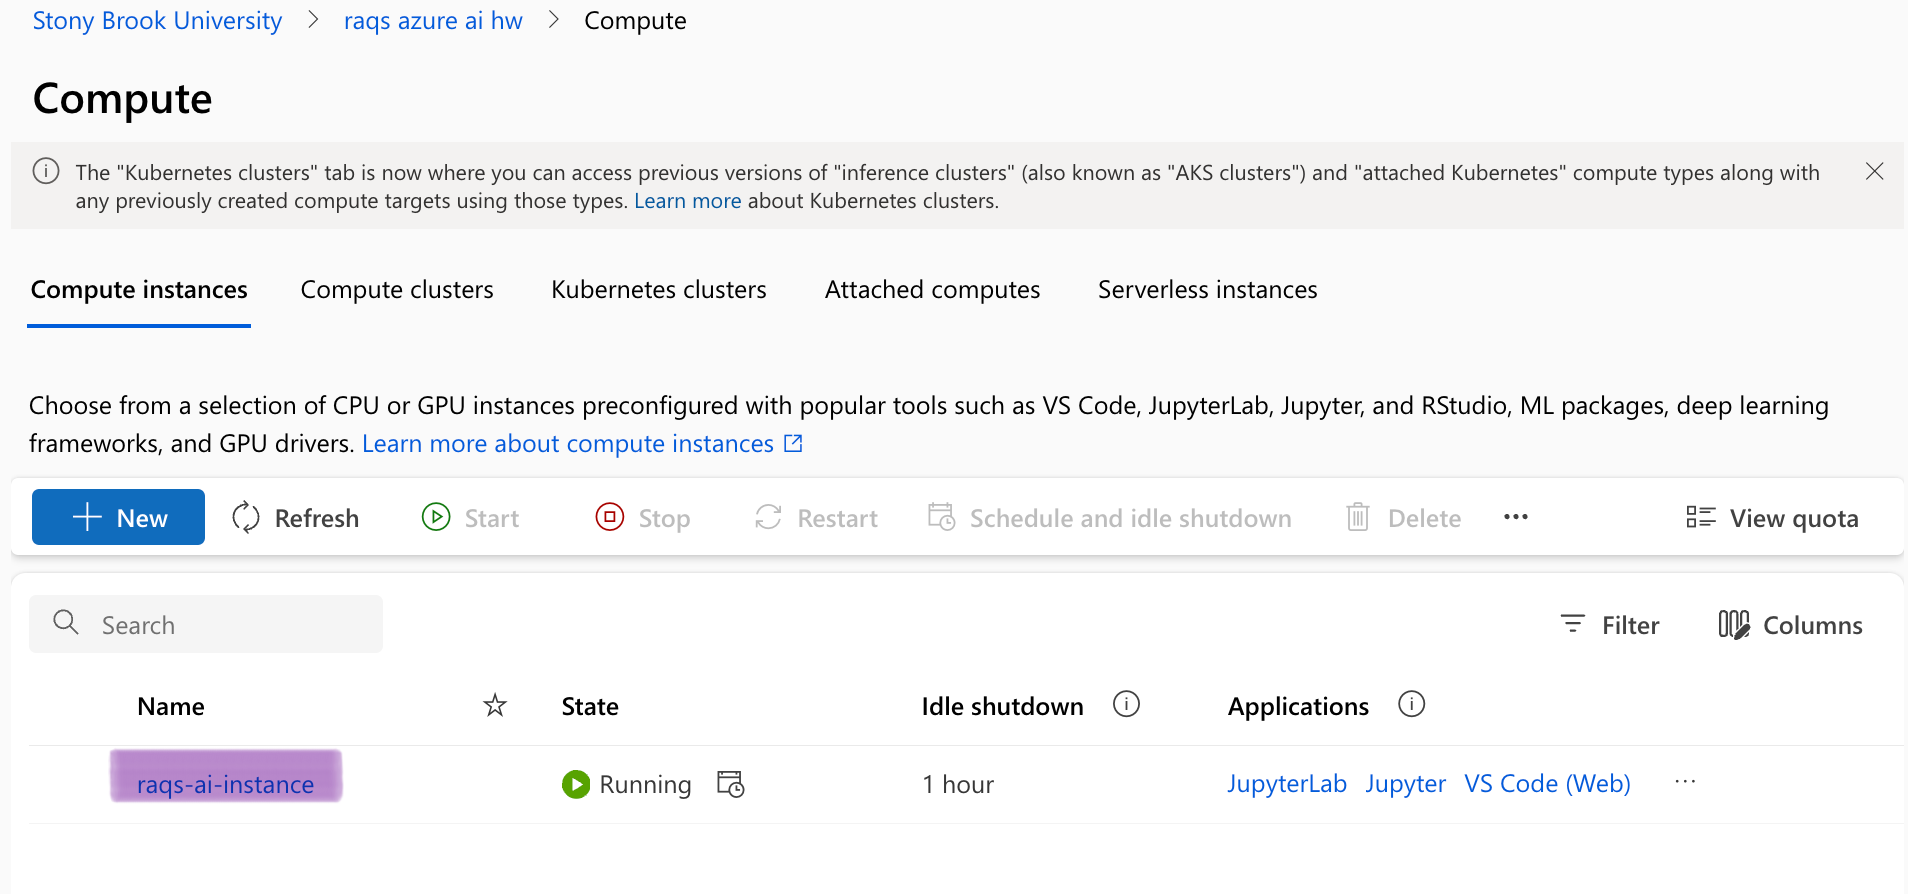 Stony Brook University > raqs azure ai hw > Compute
Compute
The "Kubernetes clusters" tab is now where you can access previous versions of "inference clusters" (also known as "AKS clusters") and "attached Kubernetes" compute types along with
any previously created compute targets using those types. Learn more about Kubernetes clusters.
Compute instances Compute clusters Kubernetes clusters Attached computes Serverless instances
Choose from a selection of CPU or GPU instances preconfigured with popular tools such as VS Code, JupyterLab, Jupyter, and RStudio, ML packages, deep learning
frameworks, and GPU drivers. Learn more about compute instances
New Refresh Start Stop Restart Schedule and idle shutdown Delete ... View quota
Search Filter Columns
Name State Idle shutdown Applications
raqs-ai-instance Running 1 hour JupyterLab Jupyter VS Code (Web) ...